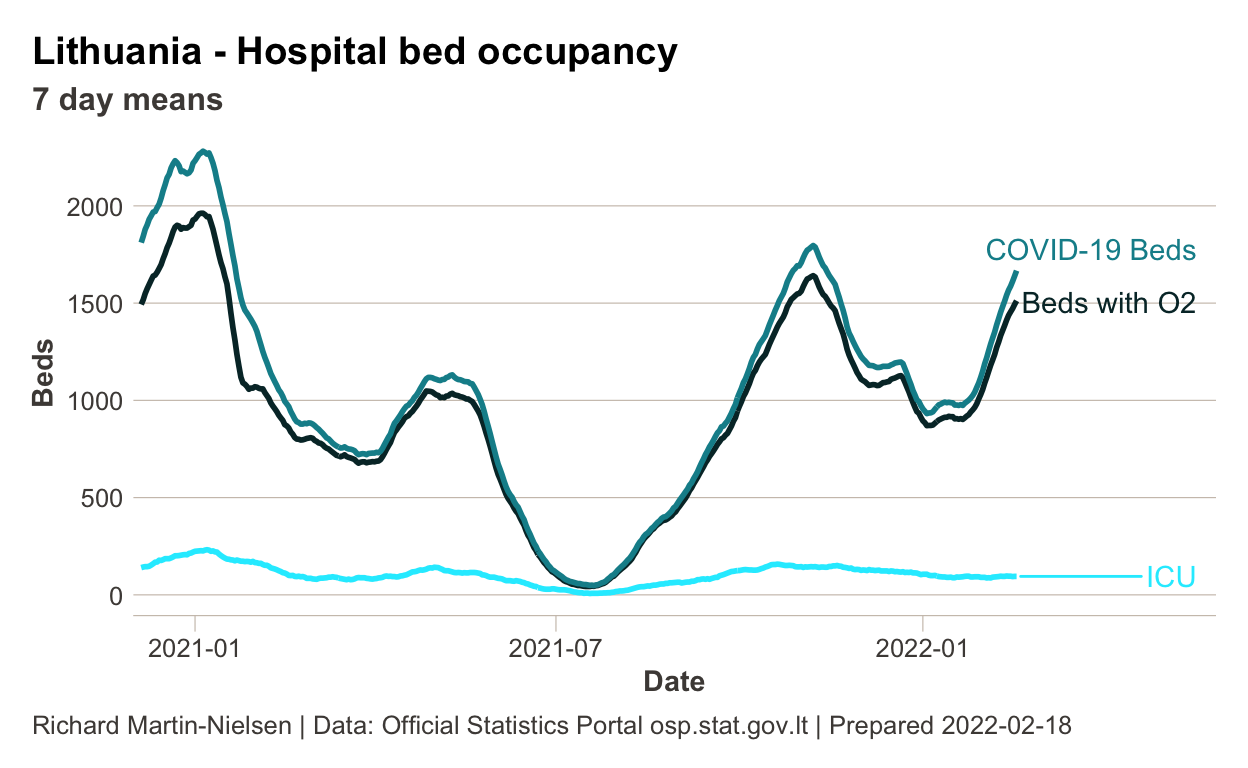 Lithuania - Hospital bed occupancy
7 day means
Beds
2000
1500
1000
500
0
COVID-19 Beds
Beds with O2
ICU
2021-01
2021-07
2022-01
Date
Richard Martin-Nielsen | Data: Official Statistics Portal osp.stat.gov.lt | Prepared 2022-02-18